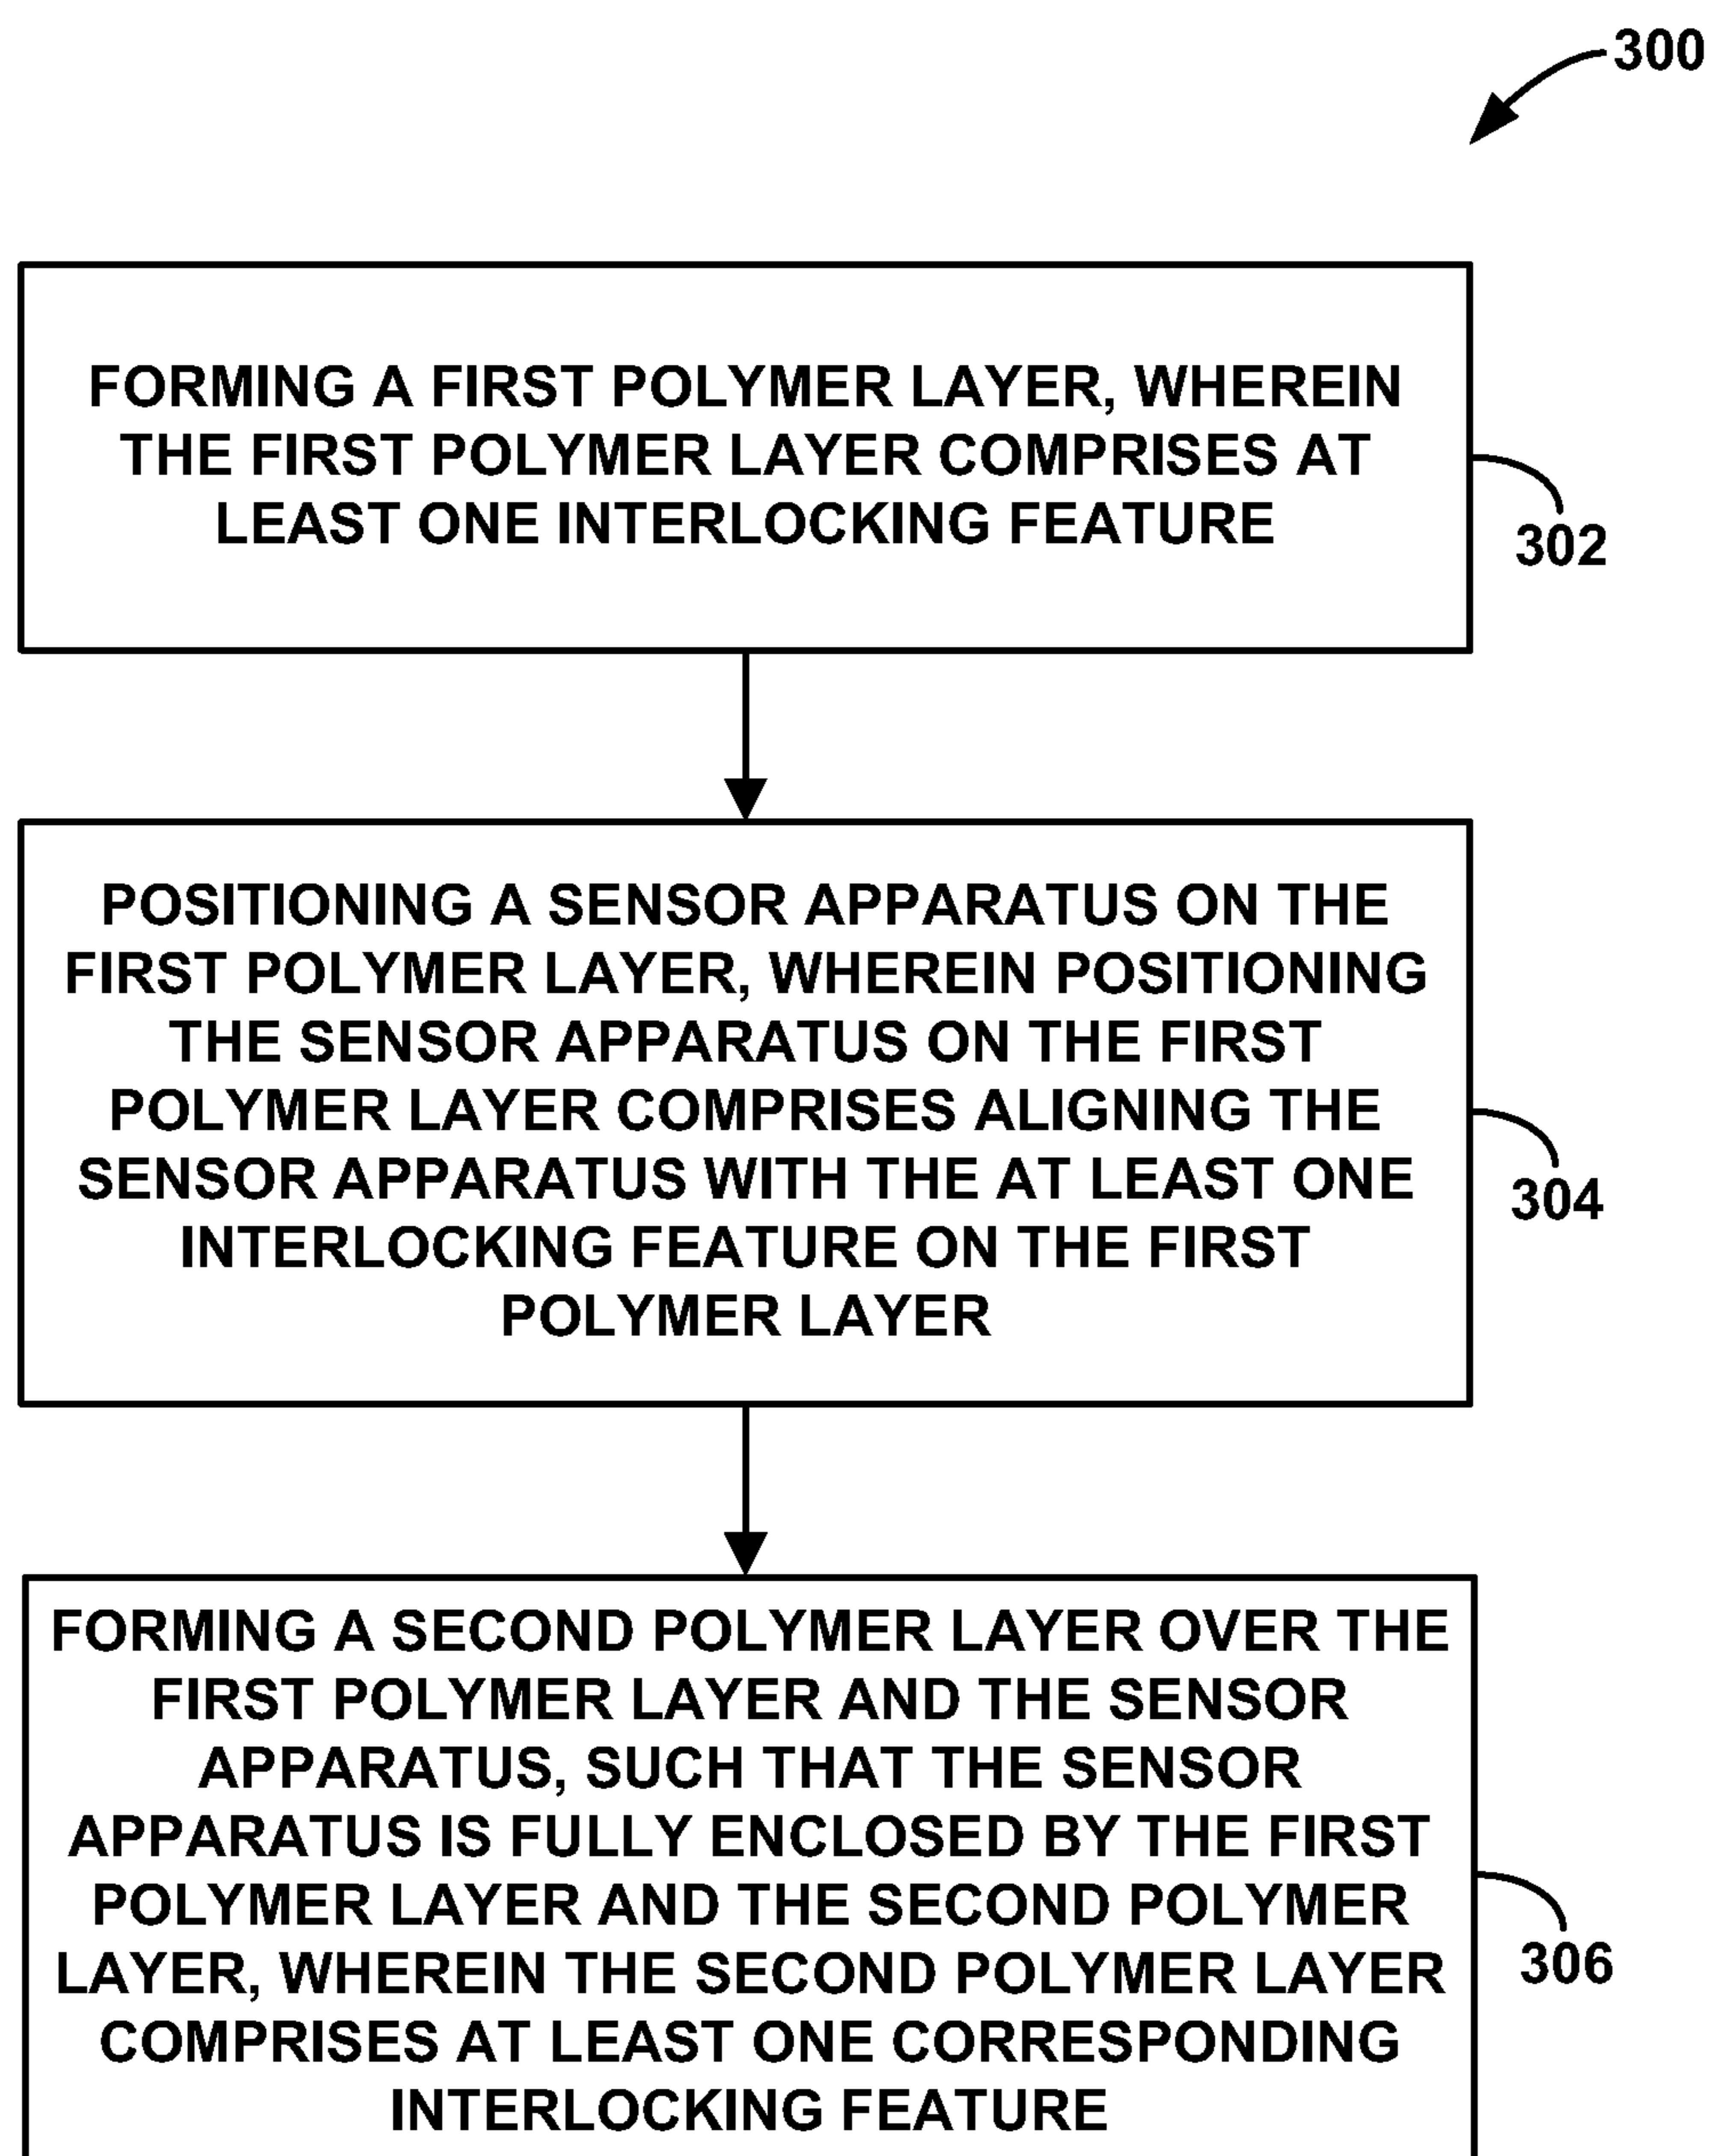 300
FORMING A FIRST POLYMER LAYER, WHEREIN
THE FIRST POLYMER LAYER COMPRISES AT
LEAST ONE INTERLOCKING FEATURE
302
POSITIONING A SENSOR APPARATUS ON THE
FIRST POLYMER LAYER, WHEREIN POSITIONING
THE SENSOR APPARATUS ON THE FIRST
POLYMER LAYER COMPRISES ALIGNING THE
SENSOR APPARATUS WITH THE AT LEAST ONE
INTERLOCKING FEATURE ON THE FIRST
POLYMER LAYER
304
FORMING A SECOND POLYMER LAYER OVER THE
FIRST POLYMER LAYER AND THE SENSOR
APPARATUS, SUCH THAT THE SENSOR
APPARATUS IS FULLY ENCLOSED BY THE FIRST
POLYMER LAYER AND THE SECOND POLYMER
LAYER, WHEREIN THE SECOND POLYMER LAYER
COMPRISES AT LEAST ONE CORRESPONDING
INTERLOCKING FEATURE
306